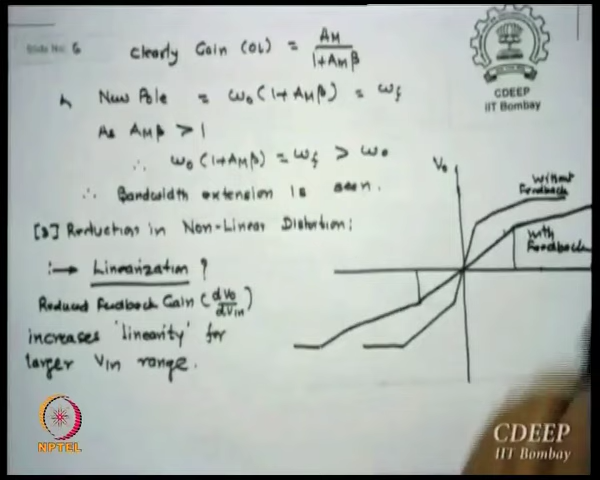 Slide No. 6
Clearly Gain (OL) = AM / 1+AMβ
& New Pole = ω0 (1+AMβ) = ωf
As AMβ > 1
∴ ω0 (1+AMβ) = ωf > ω0
∴ Bandwidth extension is seen.
[3] Reduction in Non-Linear Distortion:
:→ Linearization ?
Reduced Feedback Gain (dVo/dVin)
increases 'linearity' for
larger VIN range.
Vo
without
Feedback
with
Feedback
CDEEP
IIT Bombay
NPTEL
CDEEP
IIT Bombay